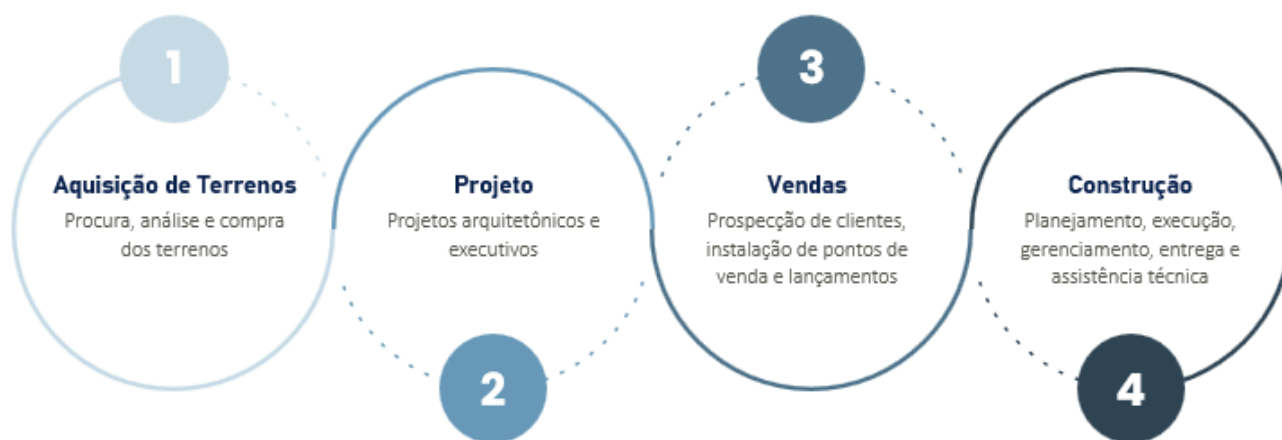 1
Aquisição de Terrenos
Procura, análise e compra
dos terrenos
2
Projeto
Projetos arquitetônicos e
executivos
3
Vendas
Prospecção de clientes,
instalação de pontos de
venda e lançamentos
4
Construção
Planejamento, execução,
gerenciamento, entrega e
assistência técnica